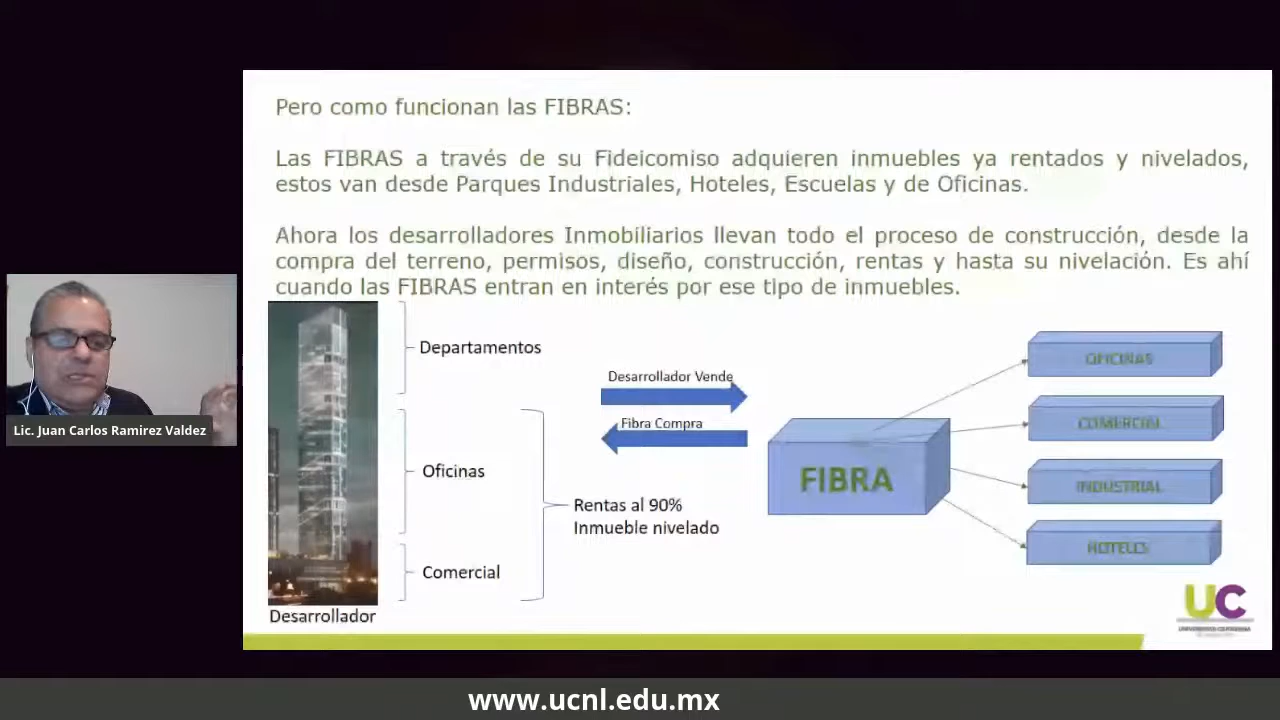 Pero como funcionan las FIBRAS:
Las FIBRAS a través de su Fideicomiso adquieren inmuebles ya rentados y nivelados,
estos van desde Parques Industriales, Hoteles, Escuelas y de Oficinas.
Ahora los desarrolladores Inmobiliarios llevan todo el proceso de construcción, desde la
compra del terreno, permisos, diseño, construcción, rentas y hasta su nivelación. Es ahí
cuando las FIBRAS entran en interés por ese tipo de inmuebles.
Departamentos
Oficinas
Comercial
Desarrollador
Rentas al 90%
Inmueble nivelado
Desarrollador Vende
Fibra Compra
FIBRA
OFICINAS
COMERCIAL
INDUSTRIAL
HOTELES
UC
Lic. Juan Carlos Ramirez Valdez
www.ucnl.edu.mx